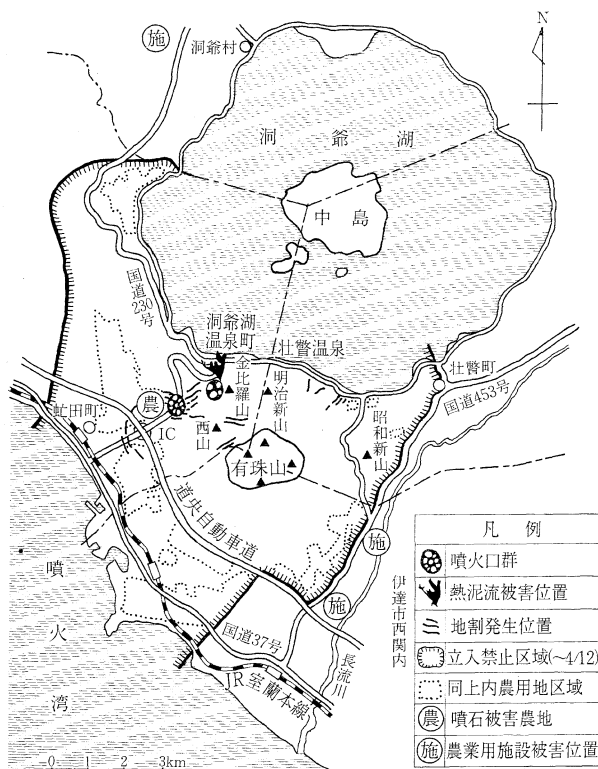 N
施
洞爺村
洞爺湖
中島
国道
230号
洞爺湖
温泉町
壮瞥温泉
金比羅山
明治新山
壮瞥町
国道453号
農
虻田町
IC
西山
昭和新山
有珠山
道央自動車道
施
施
伊達市西関内
国道37号
長流川
JR室蘭本線
噴火湾
0 1 2 3km
凡例
噴火口群
熱泥流被害位置
地割発生位置
立入禁止区域(~4/12)
同上内農用地区域
農 噴石被害農地
施 農業用施設被害位置